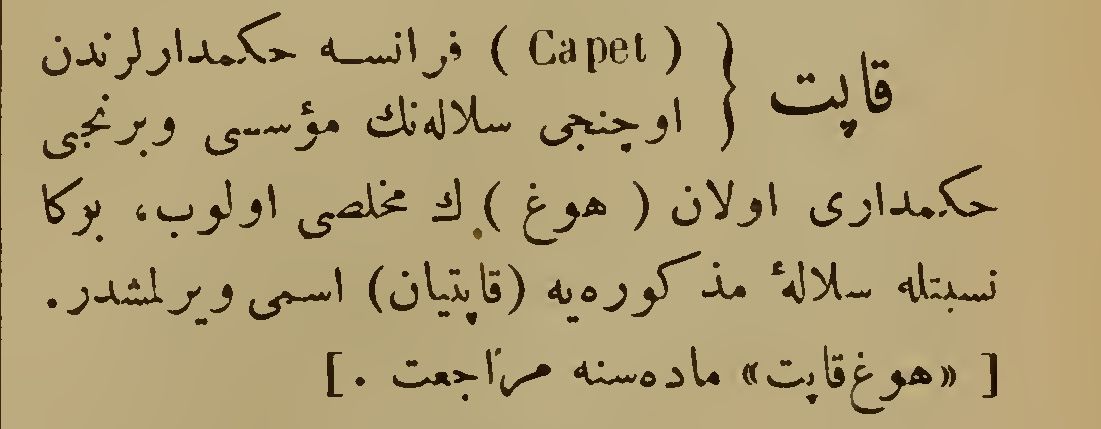 قاپت { ( Capet ) فرانسه حكمدارلرندن
اوچنجی سلاله‌نك مؤسسی وبرنجی
حكمداری اولان ( هوغ ) ك مخلصی اولوب، بوكا
نسبتله سلالهٔ مذكوره‌یه (قاپتیان) اسمی ویرلمشدر.
[ «هوغ قاپت» ماده‌سنه مراجعت . ]